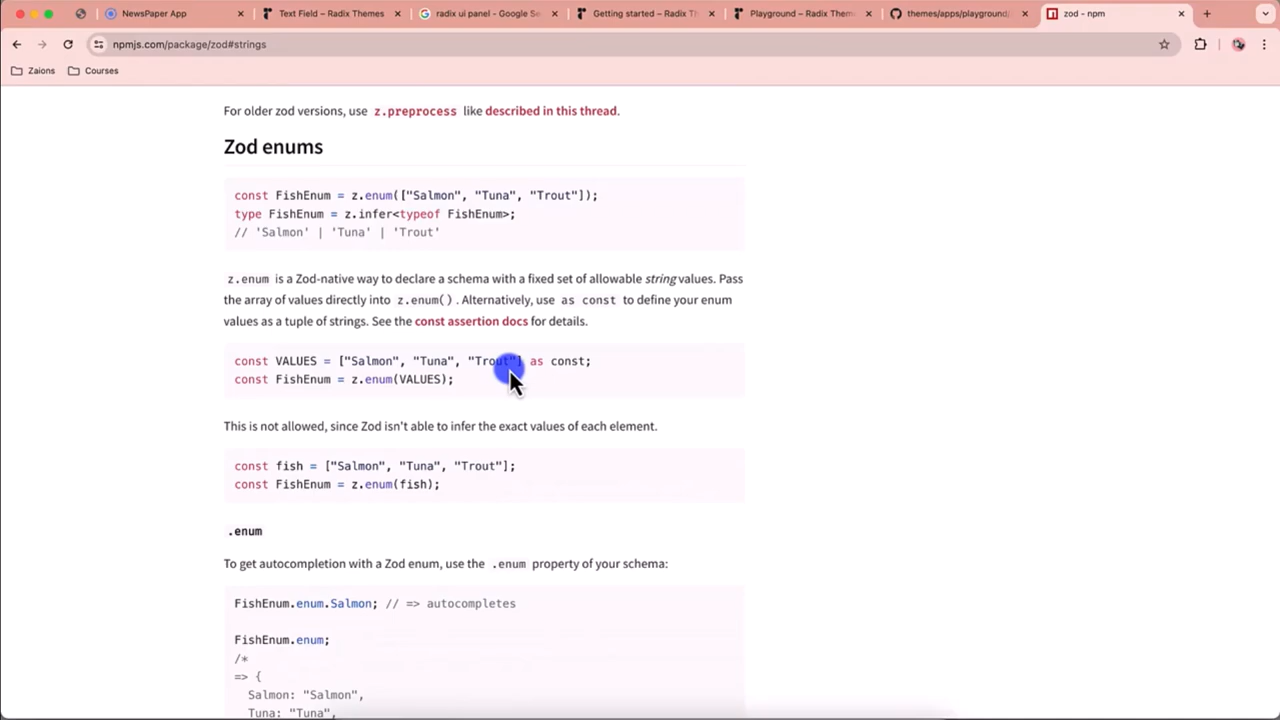 NewsPaper App
Text Field – Radix Themes
radix ui panel - Google Se
Getting started – Radix Th
Playground – Radix Them
themes/apps/playground
zod - npm
npmjs.com/package/zod#strings
Zaions
Courses
For older zod versions, use z.preprocess like described in this thread.
Zod enums
const FishEnum = z.enum(["Salmon", "Tuna", "Trout"]);
type FishEnum = z.infer<typeof FishEnum>;
// 'Salmon' | 'Tuna' | 'Trout'
z.enum is a Zod-native way to declare a schema with a fixed set of allowable string values. Pass
the array of values directly into z.enum() . Alternatively, use as const to define your enum
values as a tuple of strings. See the const assertion docs for details.
const VALUES = ["Salmon", "Tuna", "Trout"] as const;
const FishEnum = z.enum(VALUES);
This is not allowed, since Zod isn't able to infer the exact values of each element.
const fish = ["Salmon", "Tuna", "Trout"];
const FishEnum = z.enum(fish);
.enum
To get autocompletion with a Zod enum, use the .enum property of your schema:
FishEnum.enum.Salmon; // => autocompletes
FishEnum.enum;
/*
=> {
Salmon: "Salmon",
Tuna: "Tuna",